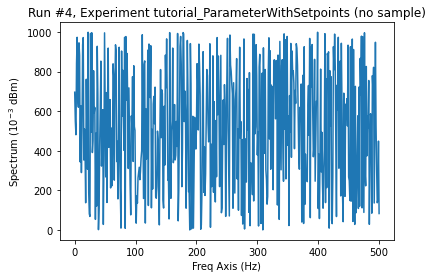 Run #4, Experiment tutorial_ParameterWithSetpoints (no sample)
1000
800
600
400
200
0
Spectrum (10⁻³ dBm)
0 100 200 300 400 500
Freq Axis (Hz)